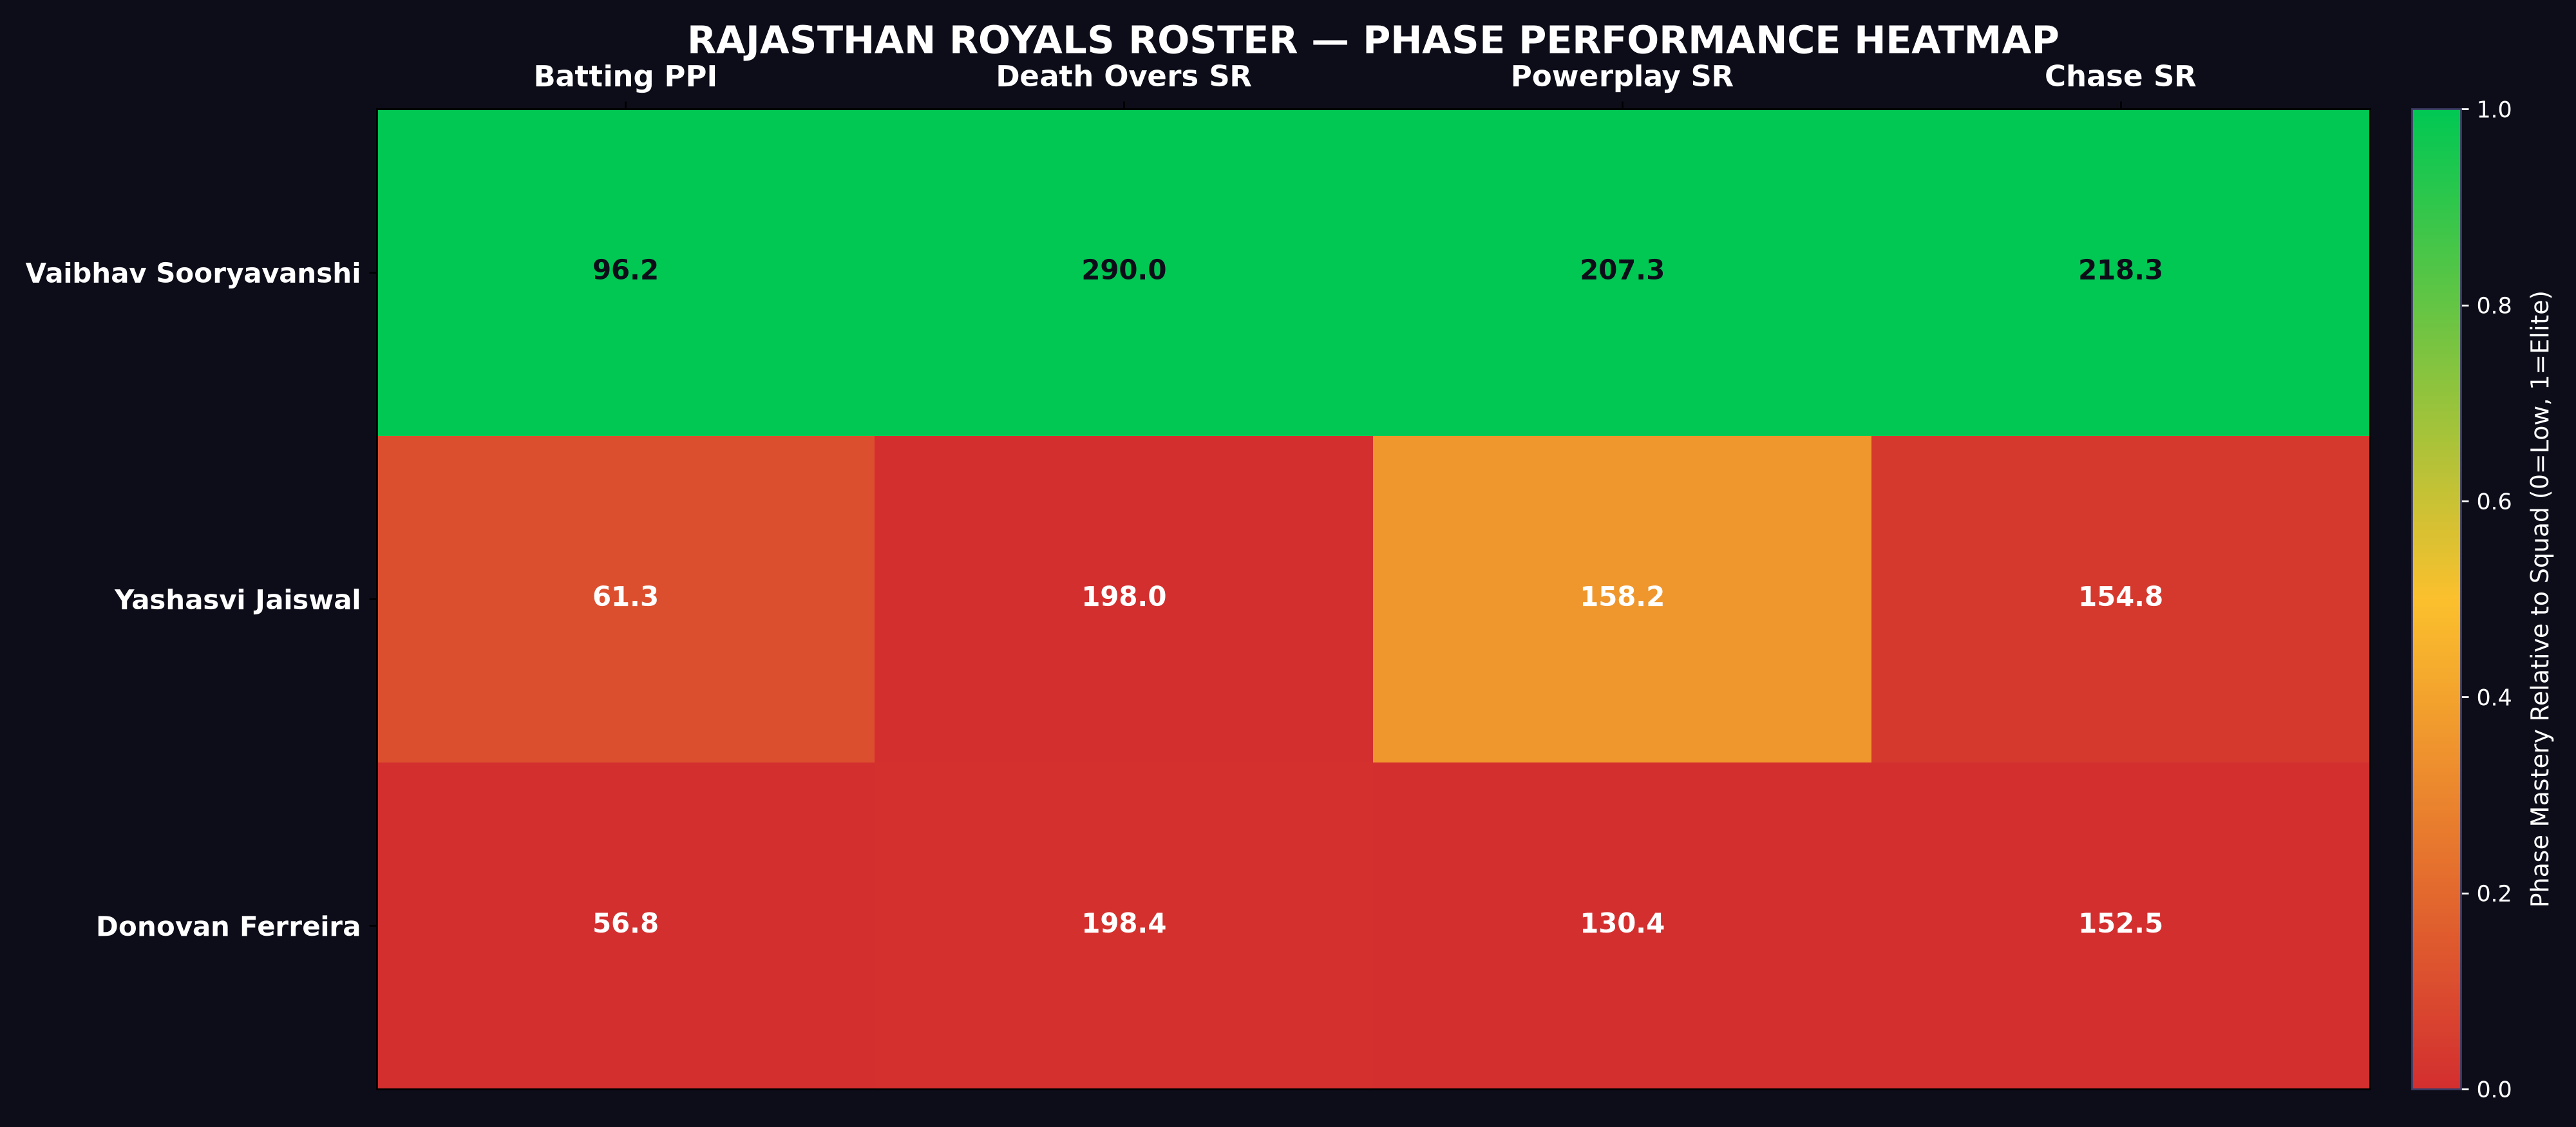 RAJASTHAN ROYALS ROSTER — PHASE PERFORMANCE HEATMAP
Batting PPI Death Overs SR Powerplay SR Chase SR
Vaibhav Sooryavanshi 96.2 290.0 207.3 218.3
Yashasvi Jaiswal 61.3 198.0 158.2 154.8
Donovan Ferreira 56.8 198.4 130.4 152.5
1.0
0.8
0.6
0.4
0.2
0.0
Phase Mastery Relative to Squad (0=Low, 1=Elite)